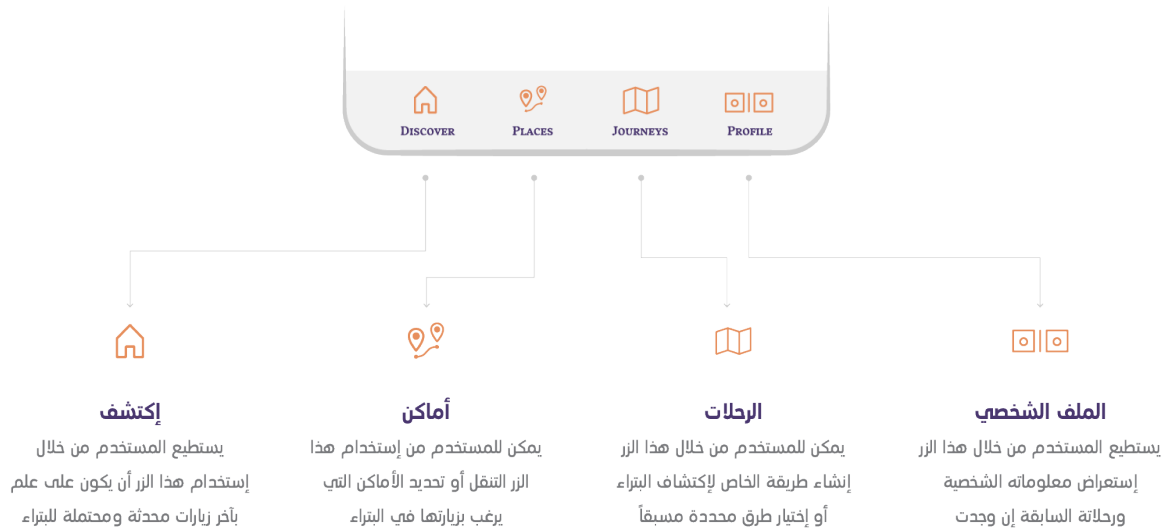 DISCOVER
PLACES
JOURNEYS
PROFILE
إكتشف
يستطيع المستخدم من خلال
إستخدام هذا الزر أن يكون على علم
بآخر زيارات محدثة ومحتملة للبتراء
أماكن
يمكن للمستخدم من إستخدام هذا
الزر التنقل أو تحديد الأماكن التي
يرغب بزيارتها في البتراء
الرحلات
يمكن للمستخدم من خلال هذا الزر
إنشاء طريقة الخاص لإكتشاف البتراء
أو إختيار طرق محددة مسبقاً
الملف الشخصي
يستطيع المستخدم من خلال هذا الزر
إستعراض معلوماته الشخصية
ورحلاتة السابقة إن وجدت